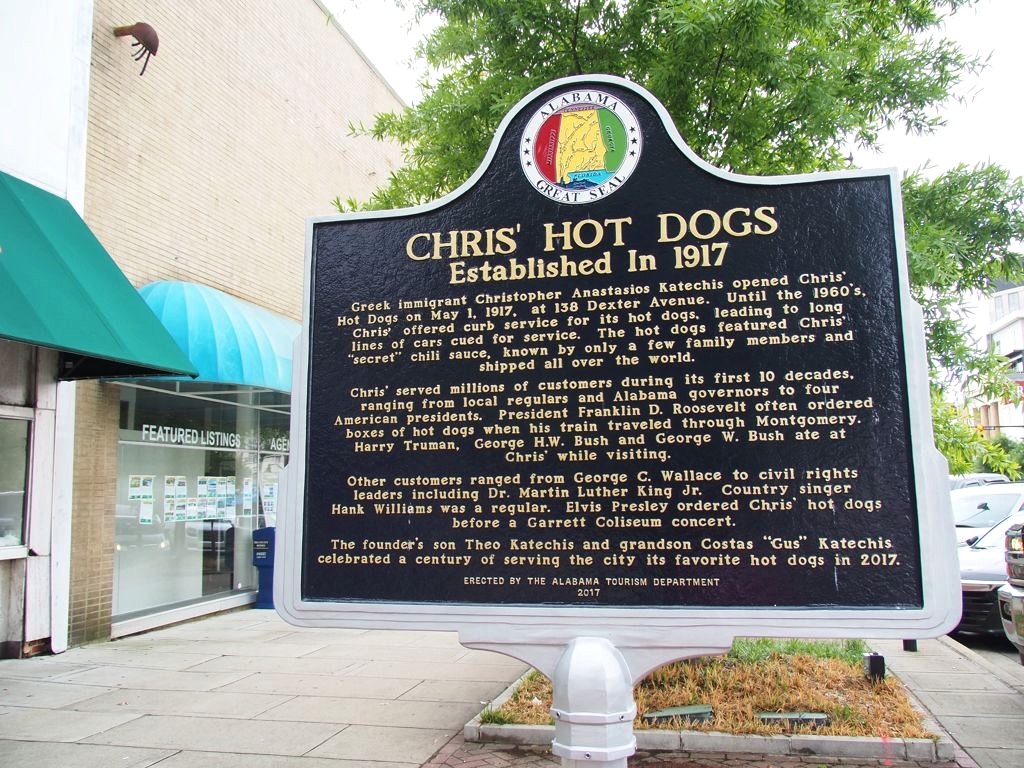 ALABAMA
MISSISSIPPI
GEORGIA
FLORIDA
GREAT SEAL
CHRIS' HOT DOGS
Established In 1917
Greek immigrant Christopher Anastasios Katechis opened Chris'
Hot Dogs on May 1, 1917, at 138 Dexter Avenue. Until the 1960's,
Chris' offered curb service for its hot dogs, leading to long
lines of cars cued for service. The hot dogs featured Chris'
"secret" chili sauce, known by only a few family members and
shipped all over the world.
Chris' served millions of customers during its first 10 decades,
ranging from local regulars and Alabama governors to four
American presidents. President Franklin D. Roosevelt often ordered
boxes of hot dogs when his train traveled through Montgomery.
Harry Truman, George H.W. Bush and George W. Bush ate at
Chris' while visiting.
Other customers ranged from George C. Wallace to civil rights
leaders including Dr. Martin Luther King Jr. Country singer
Hank Williams was a regular. Elvis Presley ordered Chris' hot dogs
before a Garrett Coliseum concert.
The founder's son Theo Katechis and grandson Costas "Gus" Katechis
celebrated a century of serving the city its favorite hot dogs in 2017.
ERECTED BY THE ALABAMA TOURISM DEPARTMENT
2017
FEATURED LISTINGS
AGEN